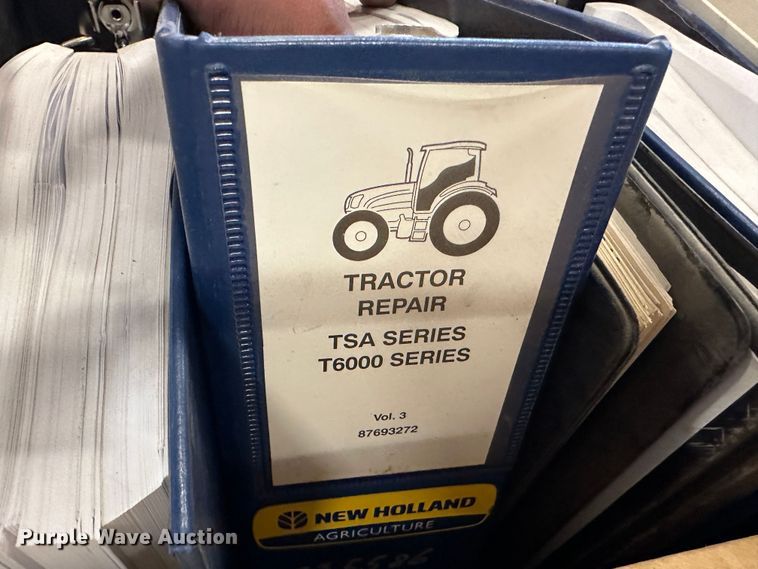 TRACTOR
REPAIR
TSA SERIES
T6000 SERIES
Vol. 3
87693272
NEW HOLLAND
AGRICULTURE
Purple Wave Auction